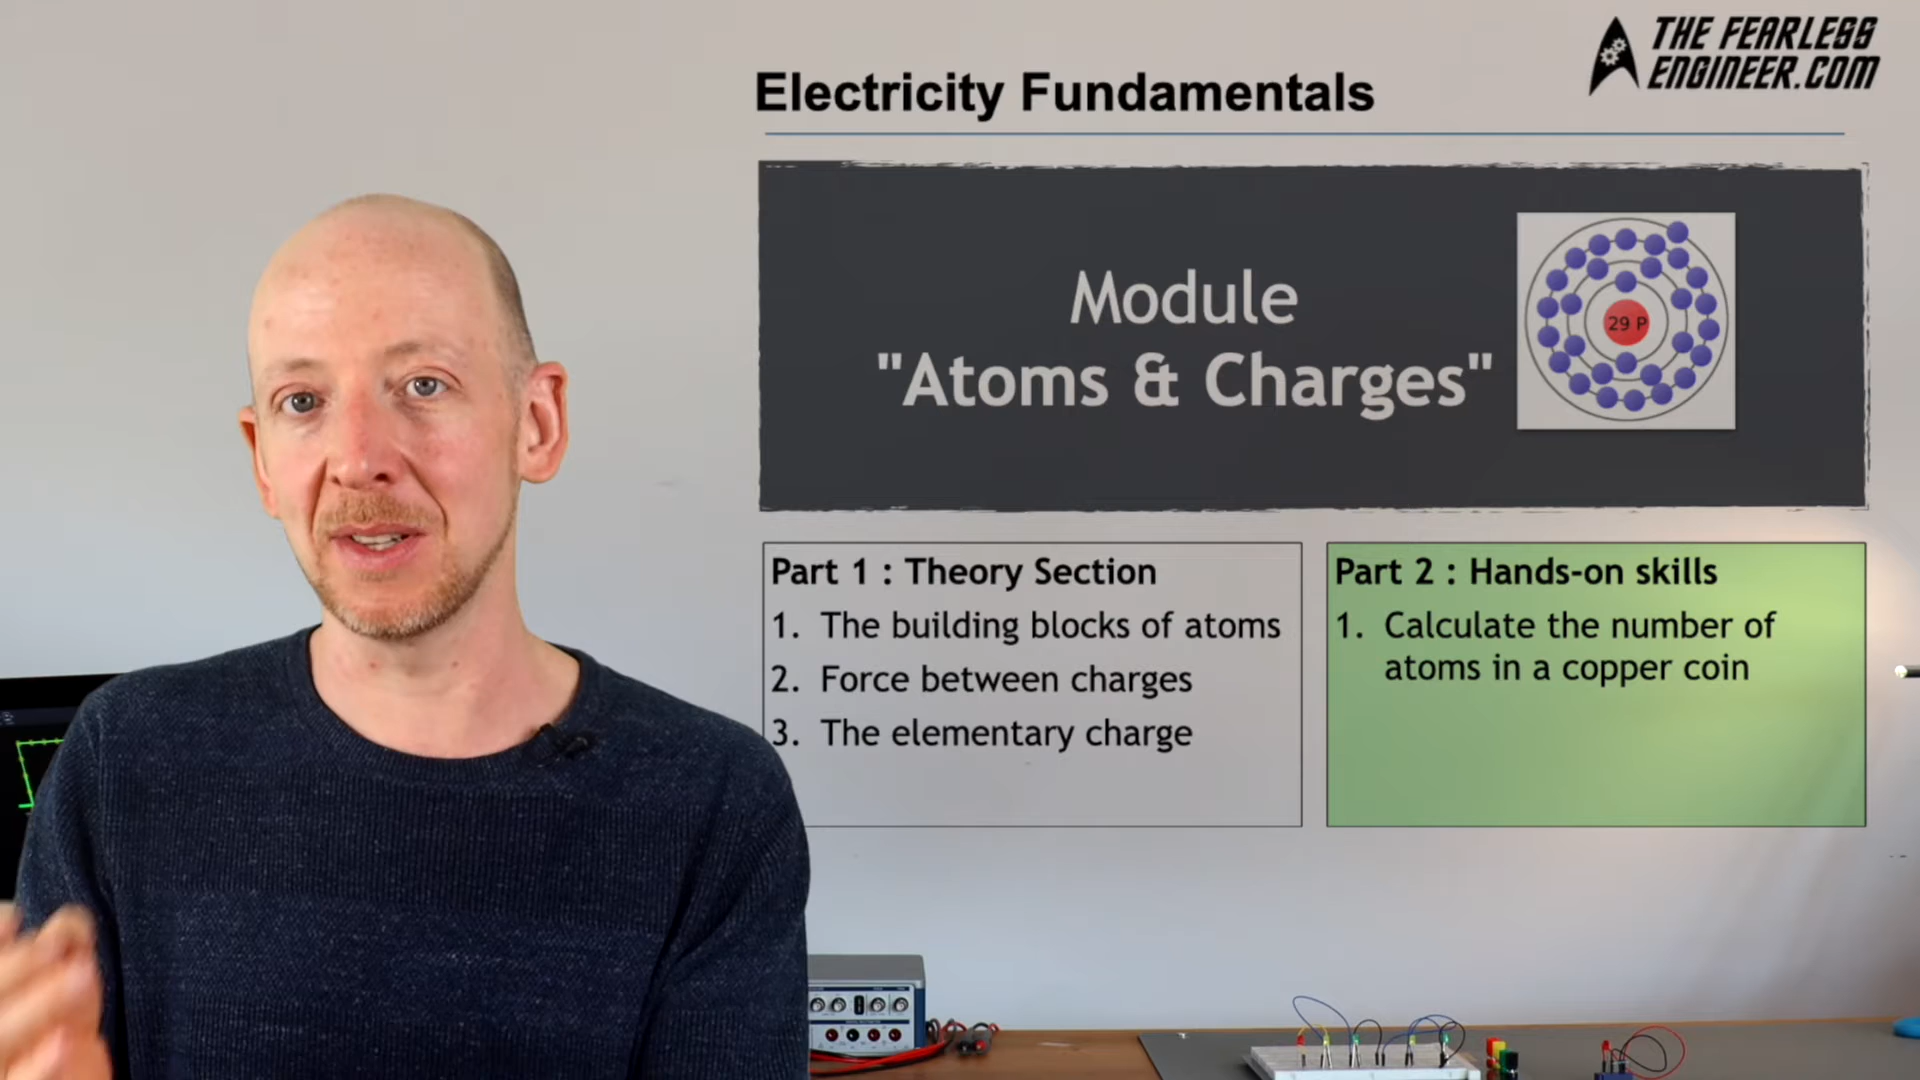 THE FEARLESS
ENGINEER.COM
Electricity Fundamentals
Module
"Atoms & Charges"
29 P
Part 1 : Theory Section
1. The building blocks of atoms
2. Force between charges
3. The elementary charge
Part 2 : Hands-on skills
1. Calculate the number of
atoms in a copper coin